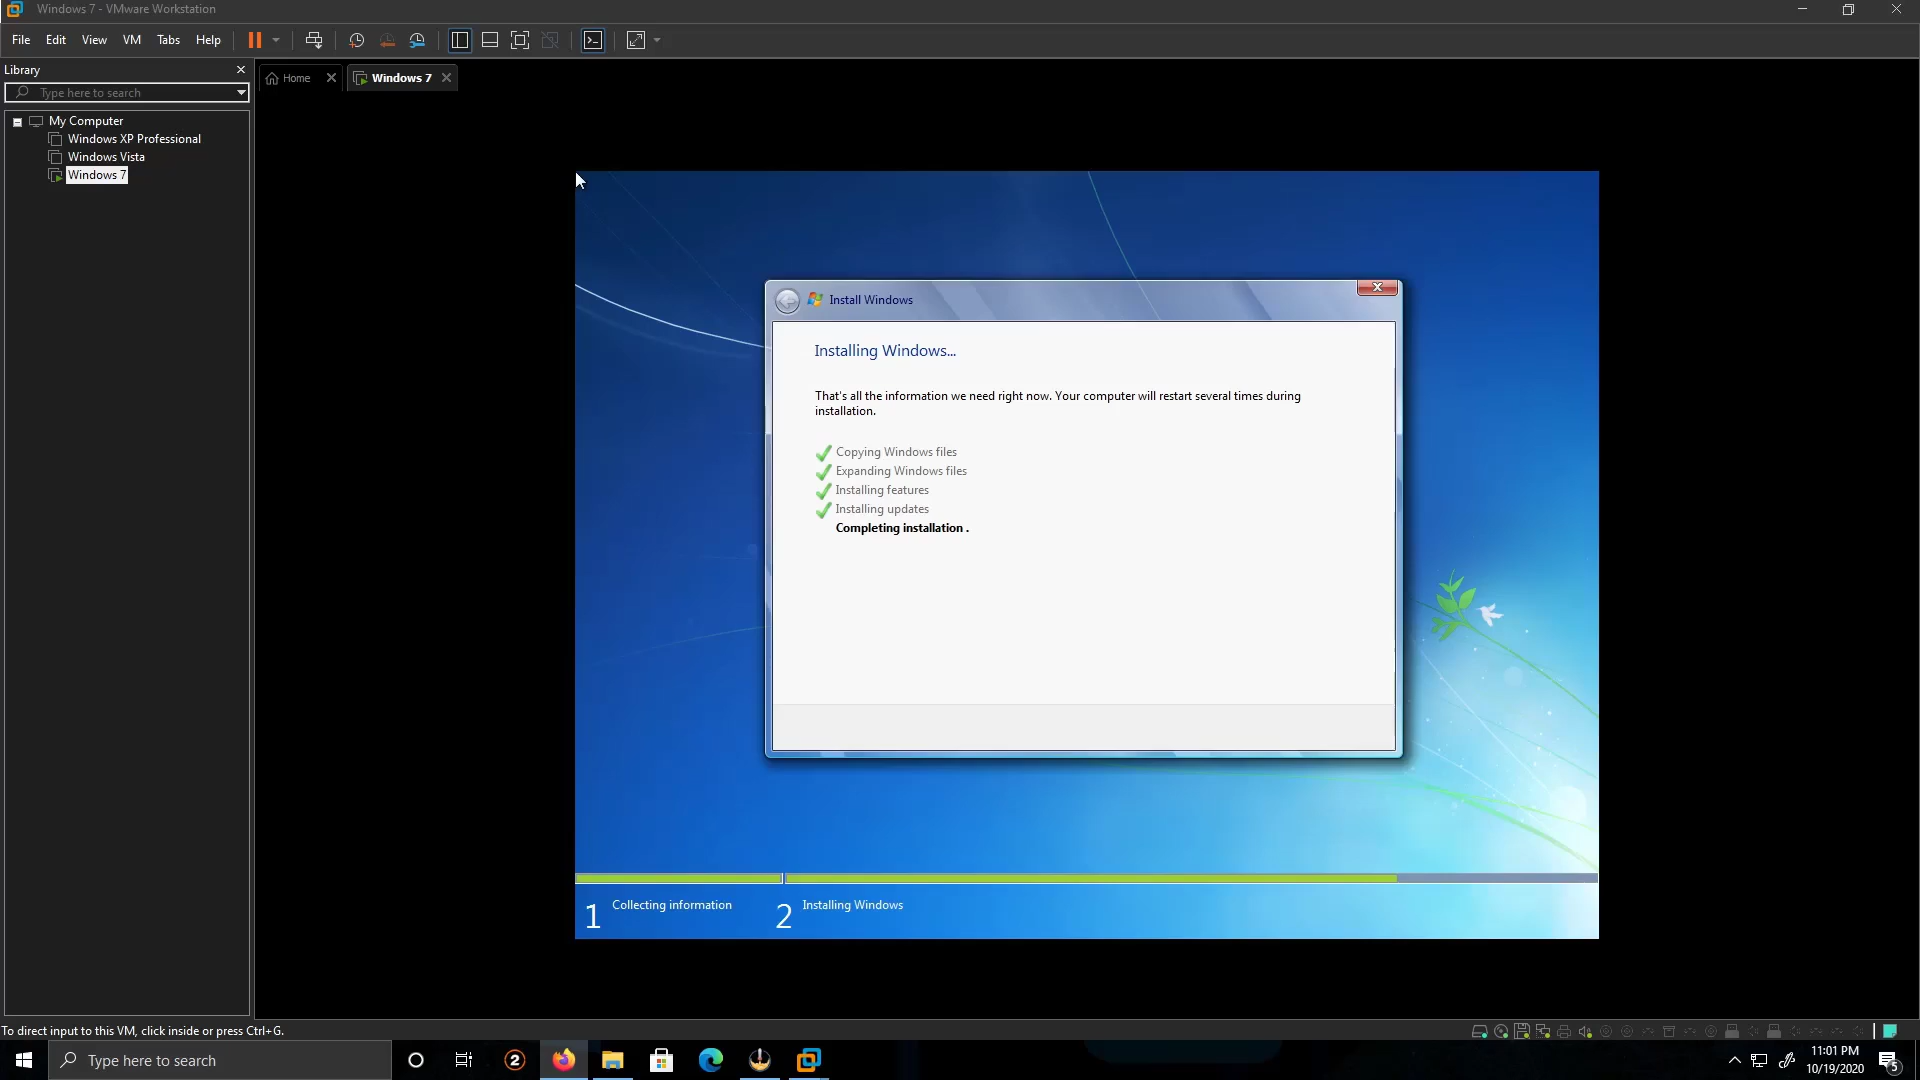 Windows 7 - VMware Workstation
File Edit View VM Tabs Help
Library
Home
Windows 7
Type here to search
My Computer
Windows XP Professional
Windows Vista
Windows 7
Install Windows
Installing Windows...
That's all the information we need right now. Your computer will restart several times during
installation.
Copying Windows files
Expanding Windows files
Installing features
Installing updates
Completing installation .
1 Collecting information
2 Installing Windows
To direct input to this VM, click inside or press Ctrl+G.
Type here to search
2
11:01 PM
10/19/2020
5